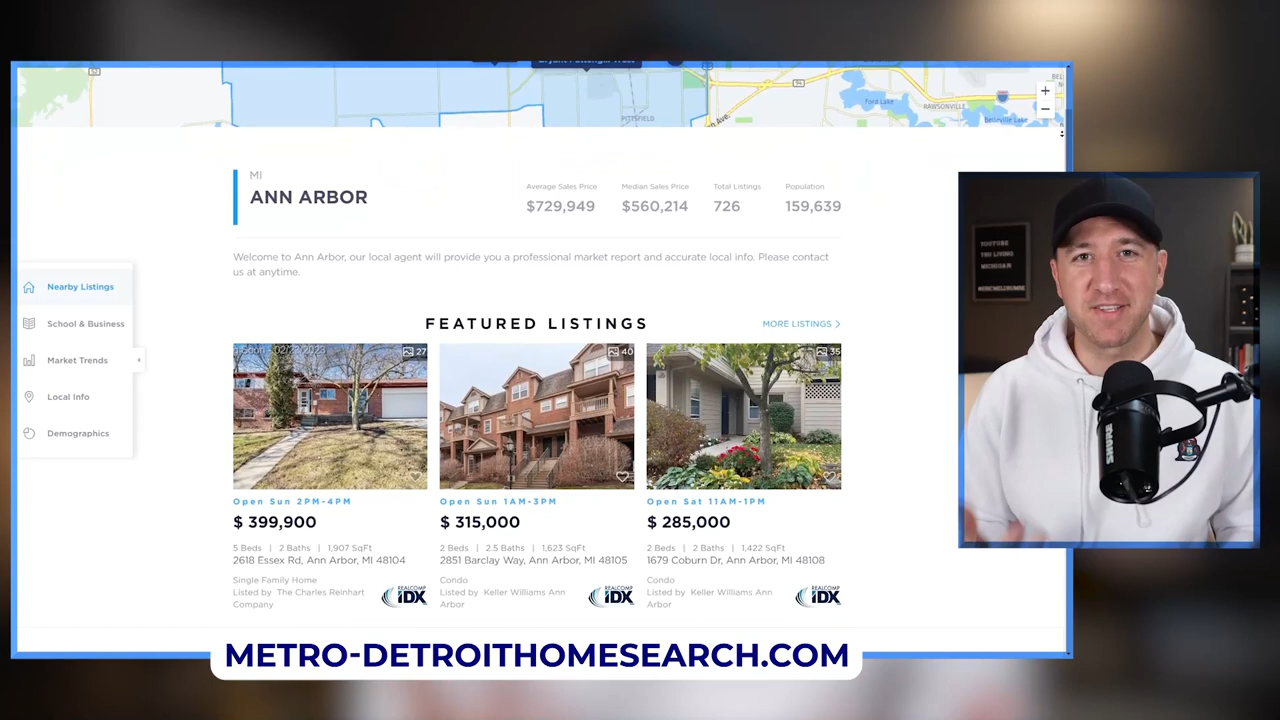 PITTSFIELD
Ford Lake
RAWSONVILLE
Belleville Lake
MI
ANN ARBOR
Average Sales Price
Median Sales Price
Total Listings
Population
$729,949
$560,214
726
159,639
Welcome to Ann Arbor, our local agent will provide you a professional market report and accurate local info. Please contact
us at anytime.
Nearby Listings
School & Business
Market Trends
Local Info
Demographics
FEATURED LISTINGS
MORE LISTINGS
27
40
35
Open Sun 2PM-4PM
$ 399,900
5 Beds | 2 Baths | 1,907 SqFt
2618 Essex Rd, Ann Arbor, MI 48104
Single Family Home
Listed by The Charles Reinhart
Company
REALCOMP
IDX
Open Sun 1AM-3PM
$ 315,000
2 Beds | 2.5 Baths | 1,623 SqFt
2851 Barclay Way, Ann Arbor, MI 48105
Condo
Listed by Keller Williams Ann
Arbor
REALCOMP
IDX
Open Sat 11AM-1PM
$ 285,000
2 Beds | 2 Baths | 1,422 SqFt
1679 Coburn Dr, Ann Arbor, MI 48108
Condo
Listed by Keller Williams Ann
Arbor
REALCOMP
IDX
YOUTUBE
THE LIVING
MICHIGAN
SHURE
METRO-DETROITHOMESEARCH.COM